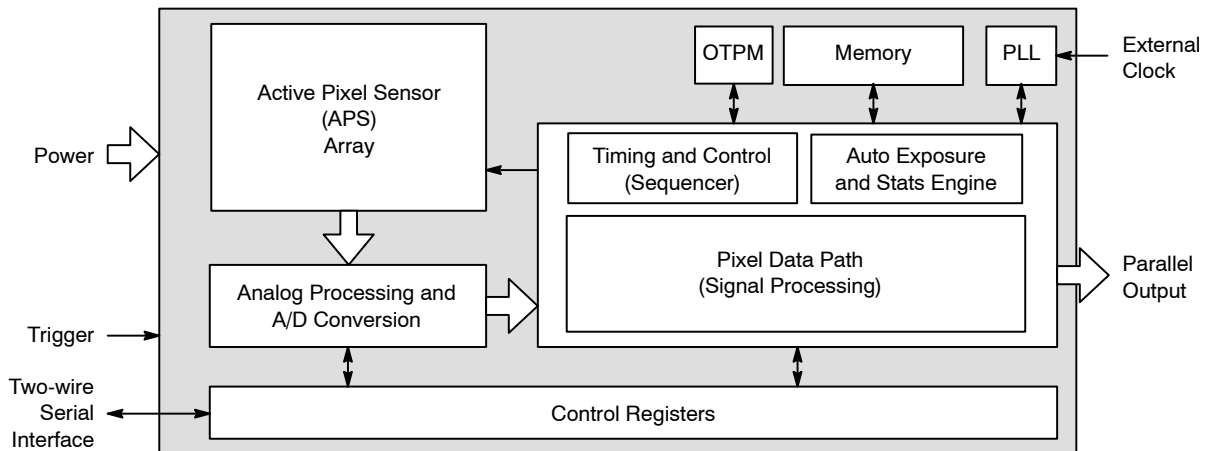 Active Pixel Sensor
(APS)
Array
OTPM
Memory
PLL
External
Clock
Power
Timing and Control
(Sequencer)
Auto Exposure
and Stats Engine
Pixel Data Path
(Signal Processing)
Parallel
Output
Analog Processing and
A/D Conversion
Trigger
Two-wire
Serial
Interface
Control Registers